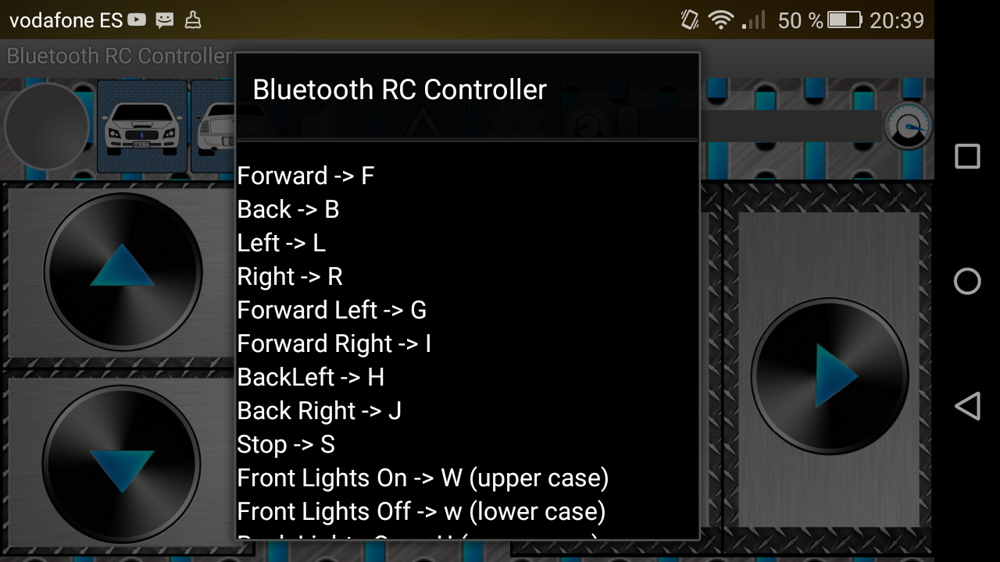 vodafone ES 50 % 20:39
Bluetooth RC Controller
Bluetooth RC Controller
Forward -> F
Back -> B
Left -> L
Right -> R
Forward Left -> G
Forward Right -> I
BackLeft -> H
Back Right -> J
Stop -> S
Front Lights On -> W (upper case)
Front Lights Off -> w (lower case)